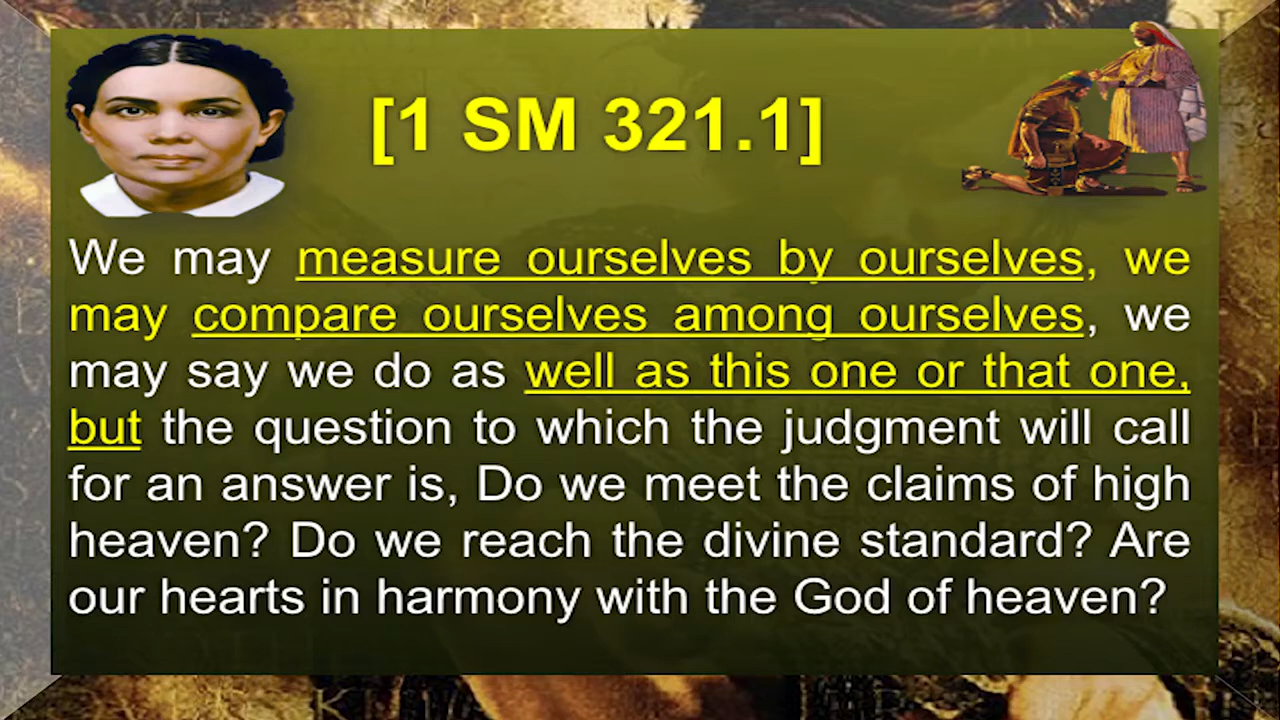 [1 SM 321.1]
We may measure ourselves by ourselves, we
may compare ourselves among ourselves, we
may say we do as well as this one or that one,
but the question to which the judgment will call
for an answer is, Do we meet the claims of high
heaven? Do we reach the divine standard? Are
our hearts in harmony with the God of heaven?